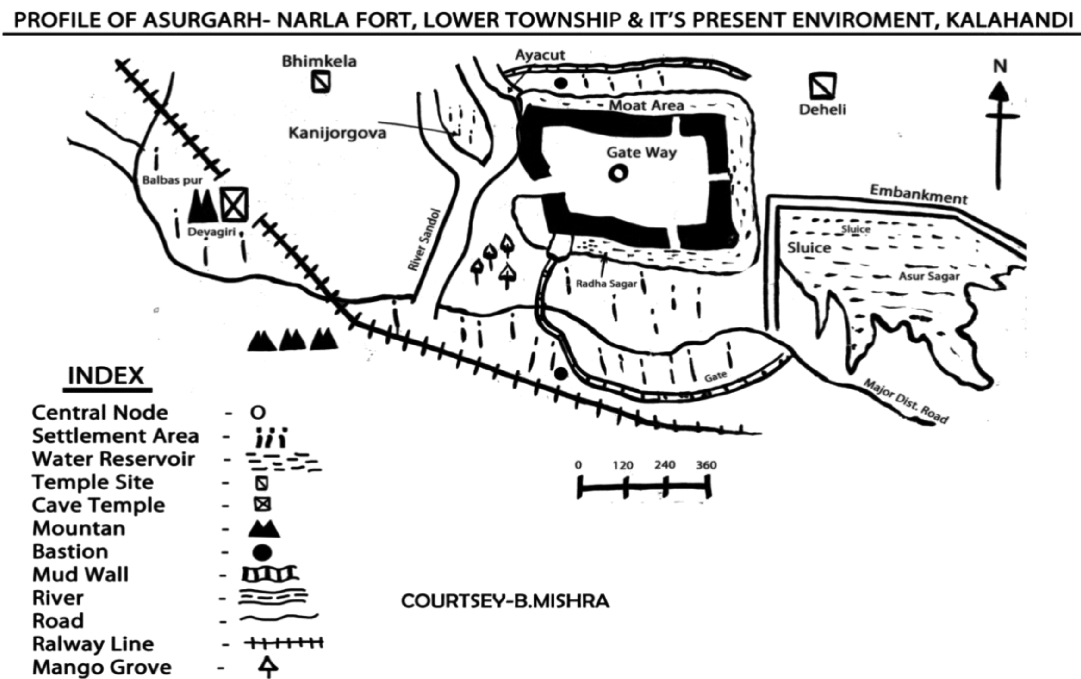 PROFILE OF ASURGARH- NARLA FORT, LOWER TOWNSHIP & IT'S PRESENT ENVIROMENT, KALAHANDI
Ayacut
Bhimkela
N
Moat Area
Deheli
Kanijorgova
Gate Way
Balbas pur
Embankment
Devagiri
River Sandol
Sluice
Sluice
Asur Sagar
Radha Sagar
Gate
Major Dist. Road
INDEX
Central Node - O
Settlement Area -
Water Reservoir -
Temple Site -
Cave Temple -
Mountan -
Bastion -
Mud Wall -
River -
Road -
Ralway Line -
Mango Grove -
0 120 240 360
COURTSEY-B.MISHRA